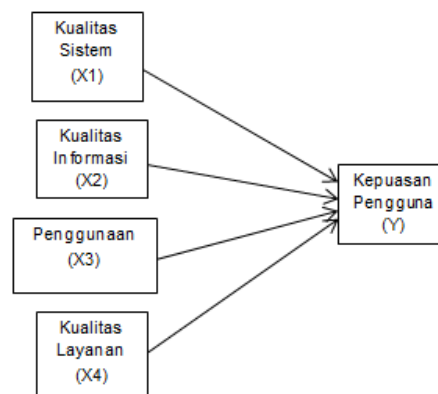 Kualitas
Sistem
(X1)
Kualitas
Informasi
(X2)
Penggunaan
(X3)
Kualitas
Layanan
(X4)
Kepuasan
Pengguna
(Y)